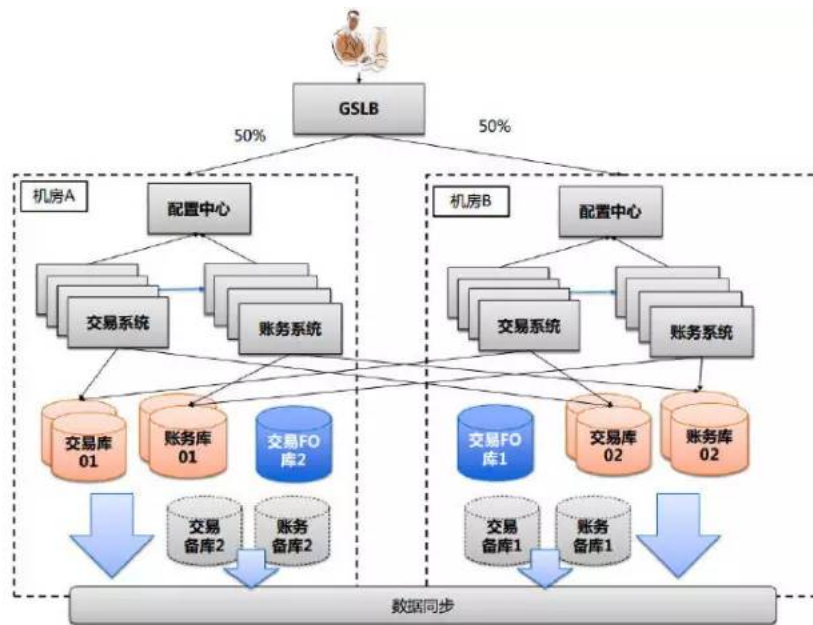 GSLB
50%
50%
机房A
配置中心
交易系统
账务系统
交易库
01
账务库
01
交易FO
库2
交易
备库2
账务
备库2
机房B
配置中心
交易系统
账务系统
交易FO
库1
交易库
02
账务库
02
交易
备库1
账务
备库1
数据同步